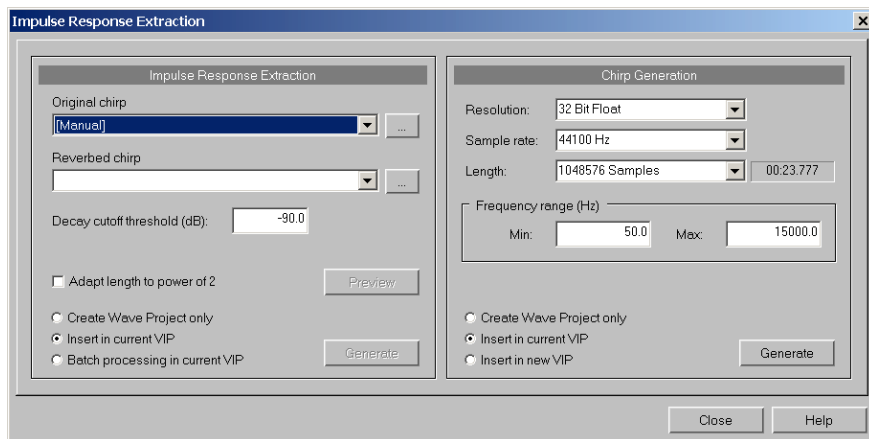 Impulse Response Extraction
Impulse Response Extraction
Original chirp
[Manual]
...
Reverbed chirp
...
Decay cutoff threshold (dB):
-90.0
Adapt length to power of 2
Preview
Create Wave Project only
Insert in current VIP
Batch processing in current VIP
Generate
Chirp Generation
Resolution:
32 Bit Float
Sample rate:
44100 Hz
Length:
1048576 Samples
00:23.777
Frequency range (Hz)
Min:
50.0
Max:
15000.0
Create Wave Project only
Insert in current VIP
Insert in new VIP
Generate
Close
Help